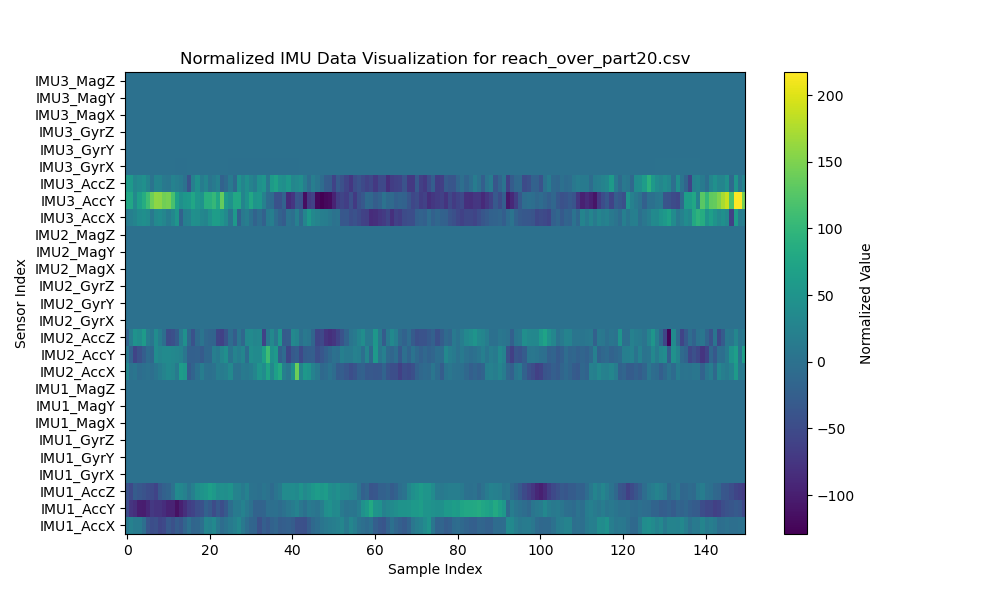 Normalized IMU Data Visualization for reach_over_part20.csv
IMU3_MagZ
IMU3_MagY
IMU3_MagX
IMU3_GyrZ
IMU3_GyrY
IMU3_GyrX
IMU3_AccZ
IMU3_AccY
IMU3_AccX
IMU2_MagZ
IMU2_MagY
IMU2_MagX
IMU2_GyrZ
IMU2_GyrY
IMU2_GyrX
IMU2_AccZ
IMU2_AccY
IMU2_AccX
IMU1_MagZ
IMU1_MagY
IMU1_MagX
IMU1_GyrZ
IMU1_GyrY
IMU1_GyrX
IMU1_AccZ
IMU1_AccY
IMU1_AccX
Sensor Index
0 20 40 60 80 100 120 140
Sample Index
200
150
100
50
0
−50
−100
Normalized Value